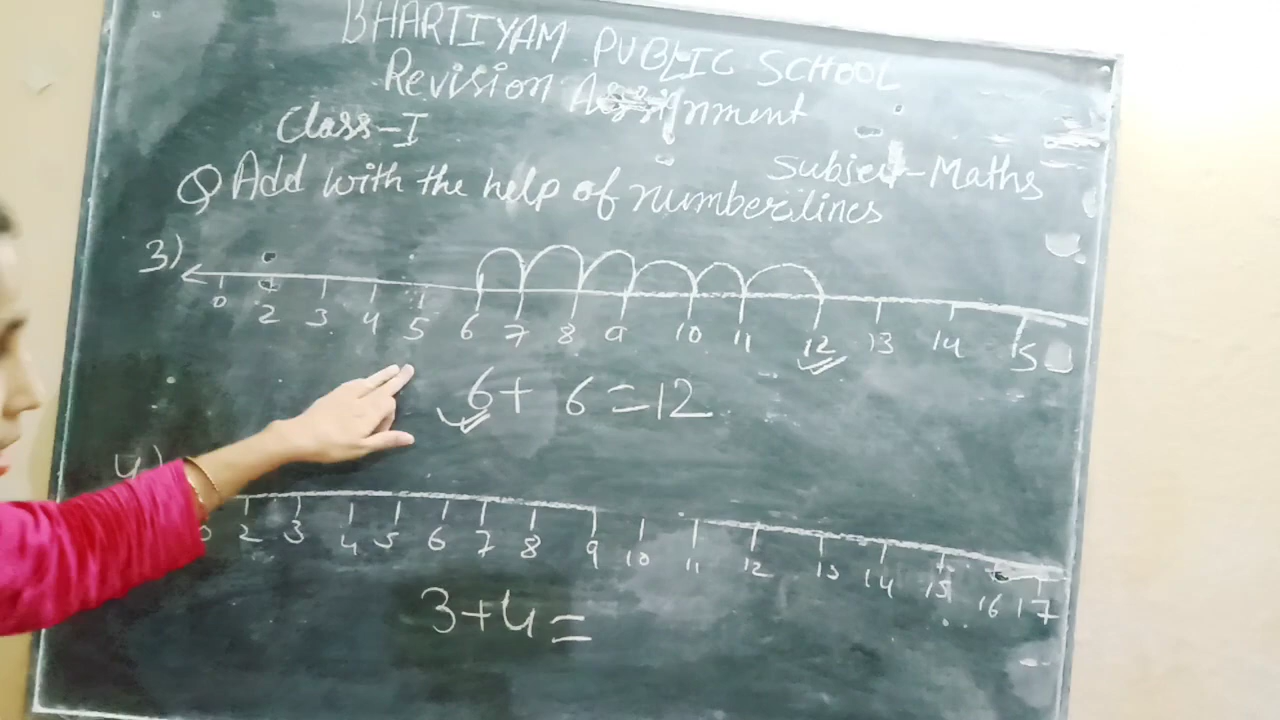 BHARTIYAM PUBLIC SCHOOL
Revision Assignment
Class-I
Subject-Maths
Q Add with the help of numberlines
3)
0 2 3 4 5 6 7 8 9 10 11 12 13 14 15
6+ 6=12
4)
0 2 3 4 5 6 7 8 9 10 11 12 13 14 15 16 17
3+4=